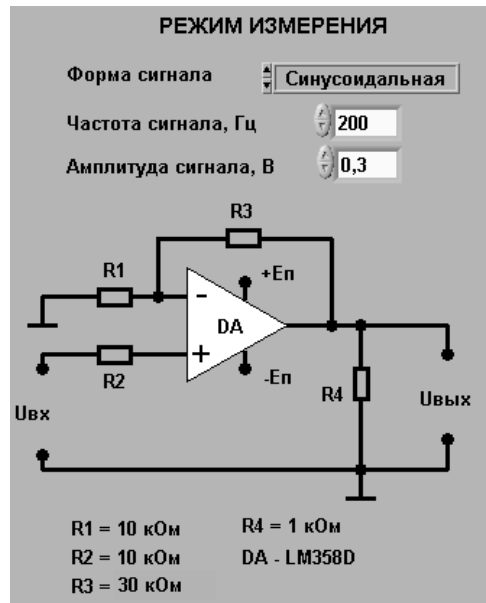 РЕЖИМ ИЗМЕРЕНИЯ
Форма сигнала Синусоидальная
Частота сигнала, Гц 200
Амплитуда сигнала, В 0,3
R3
R1
+Eп
-
DA
+
R2
-Eп
R4
Uвх
Uвых
R1 = 10 кОм R4 = 1 кОм
R2 = 10 кОм DA - LM358D
R3 = 30 кОм